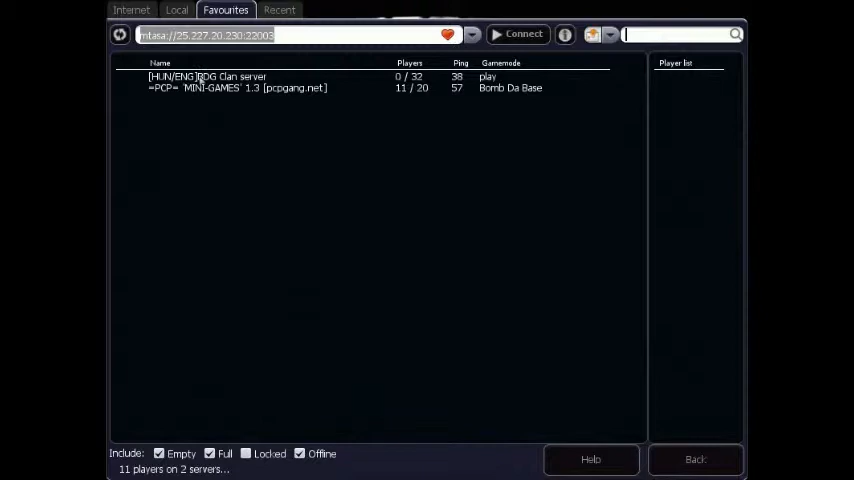 Internet Local Favourites Recent
mtasa://25.227.20.230:22003 Connect
Name Players Ping Gamemode Player list
[HUN/ENG]RDG Clan server 0 / 32 38 play
=PCP= 'MINI-GAMES' 1.3 [pcpgang.net] 11 / 20 57 Bomb Da Base
Include: Empty Full Locked Offline Help Back
11 players on 2 servers...